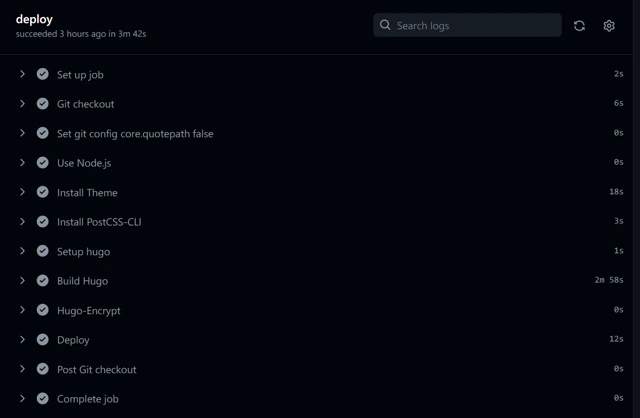 deploy
succeeded 3 hours ago in 3m 42s
Search logs
Set up job 2s
Git checkout 6s
Set git config core.quotepath false 0s
Use Node.js 0s
Install Theme 18s
Install PostCSS-CLI 3s
Setup hugo 1s
Build Hugo 2m 58s
Hugo-Encrypt 0s
Deploy 12s
Post Git checkout 0s
Complete job 0s